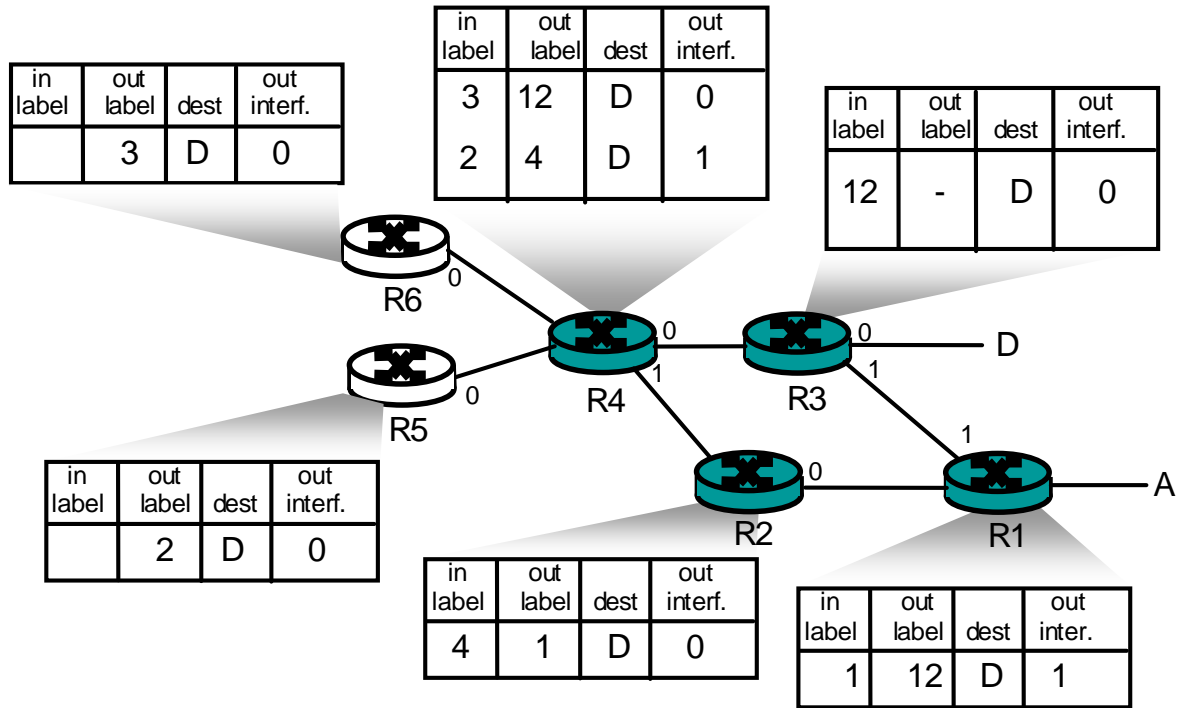 in out out
label label dest interf.
3 12 D 0
2 4 D 1
in out out
label label dest interf.
3 D 0
in out out
label label dest interf.
12 - D 0
R6
0
R5
0
R4
0
1
R3
0
1
D
R2
0
R1
1
A
in out out
label label dest interf.
2 D 0
in out out
label label dest interf.
4 1 D 0
in out out
label label dest inter.
1 12 D 1